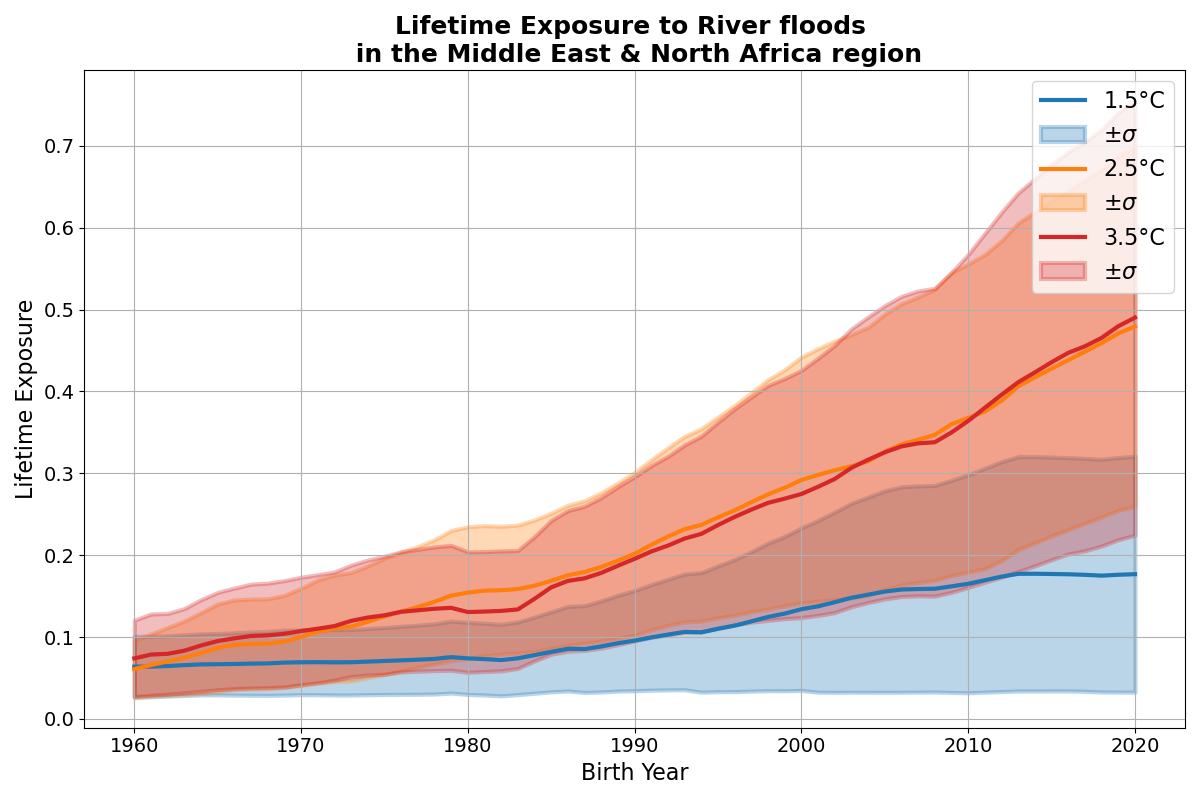 Lifetime Exposure to River floods
in the Middle East & North Africa region
Lifetime Exposure
0.7
0.6
0.5
0.4
0.3
0.2
0.1
0.0
1960 1970 1980 1990 2000 2010 2020
Birth Year
1.5°C
±σ
2.5°C
±σ
3.5°C
±σ